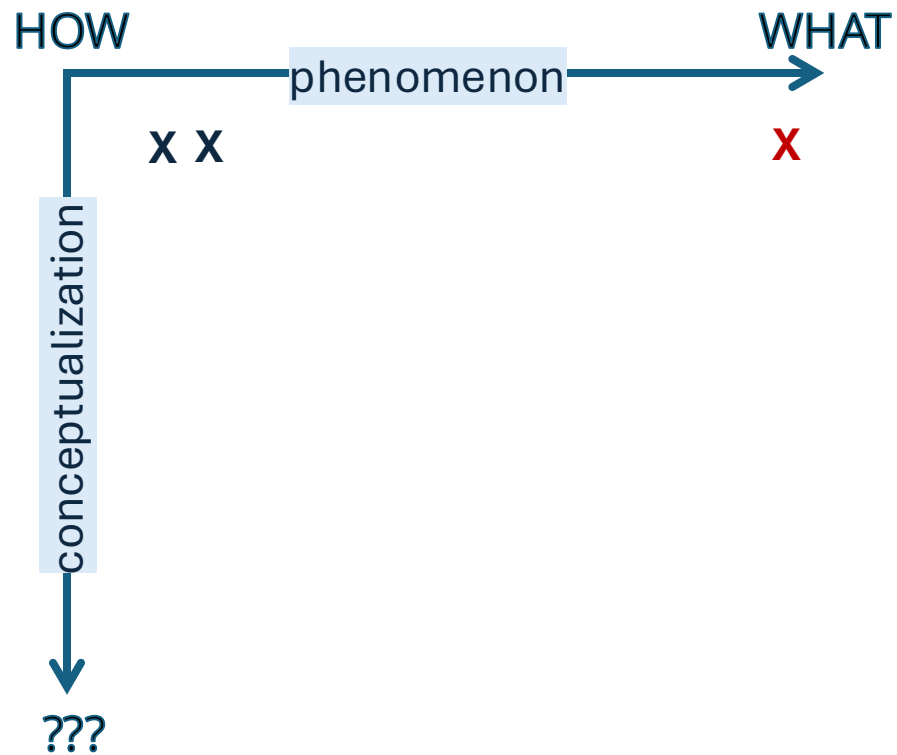 HOW
WHAT
phenomenon
X X
X
conceptualization
???